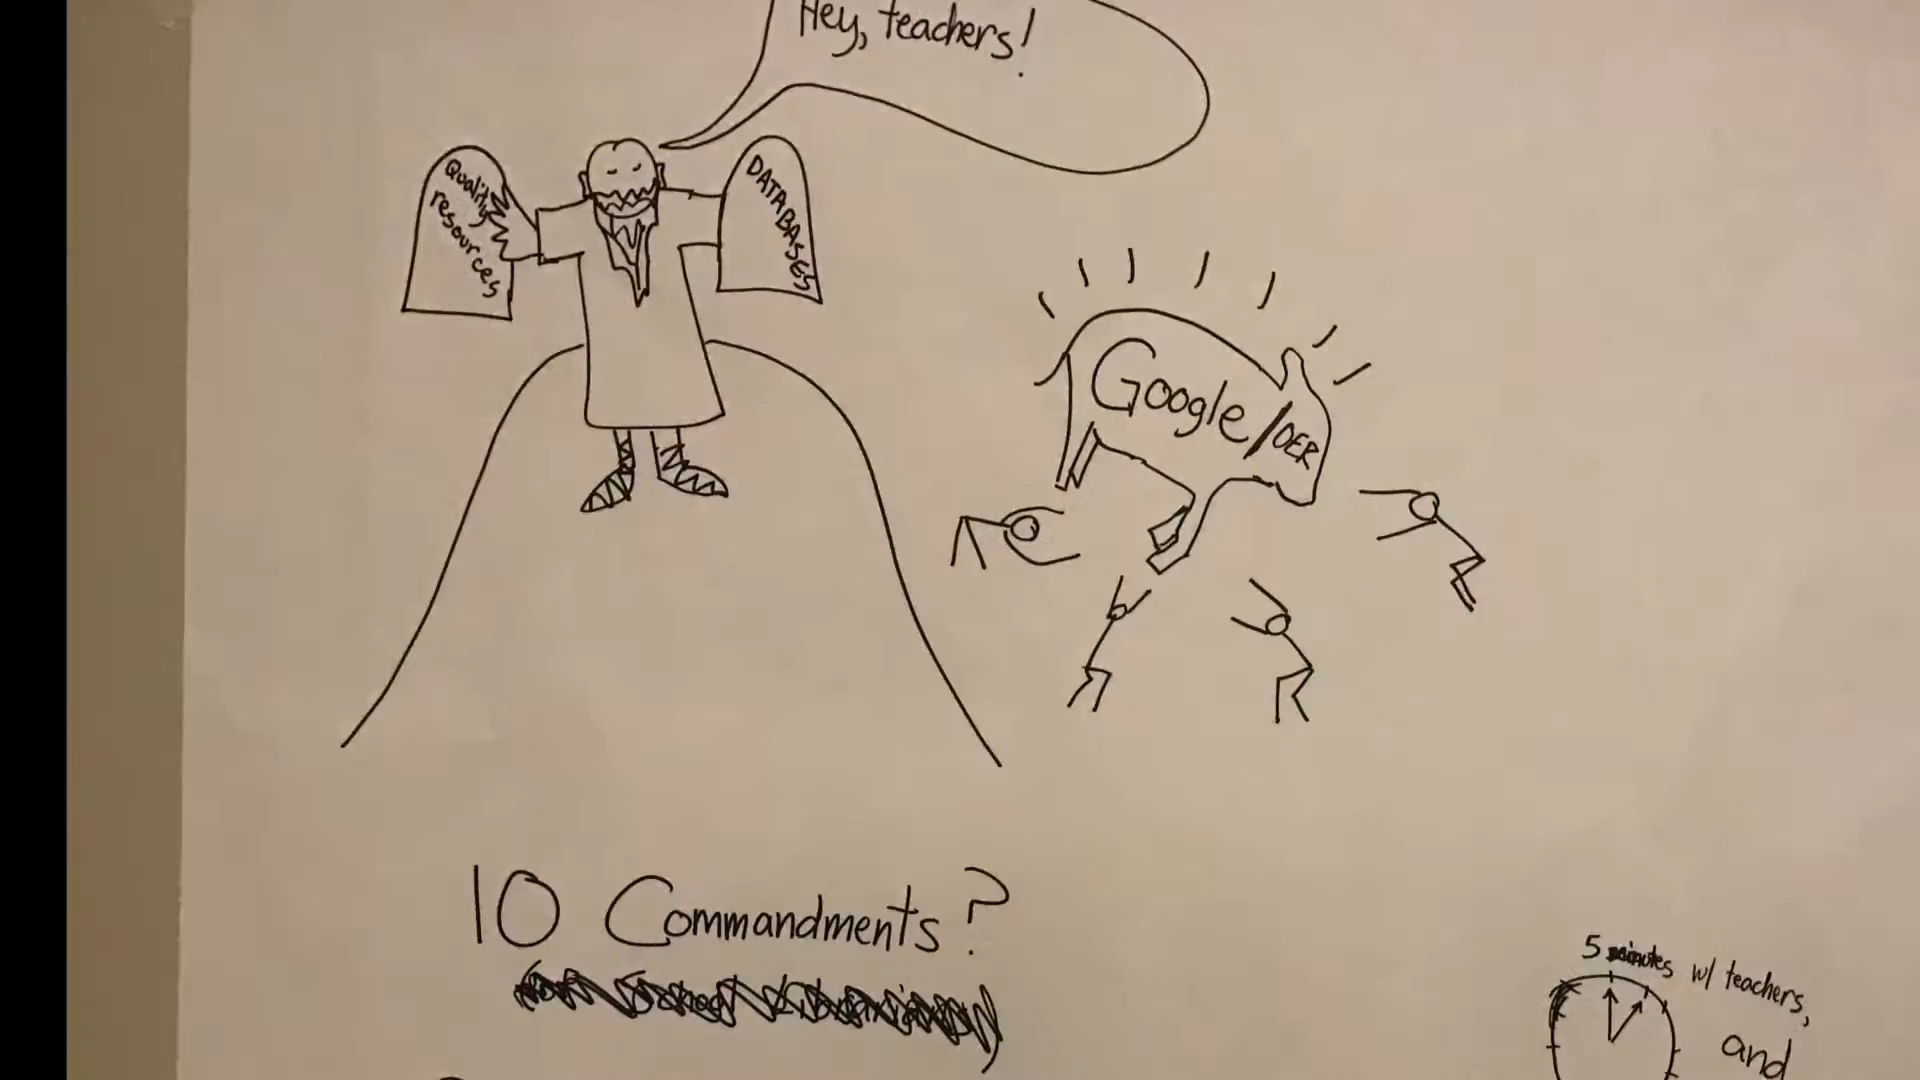 Hey, teachers!
Quality
resources
DATABASES
Google/OER
10 Commandments?
5 minutes w/ teachers,
and